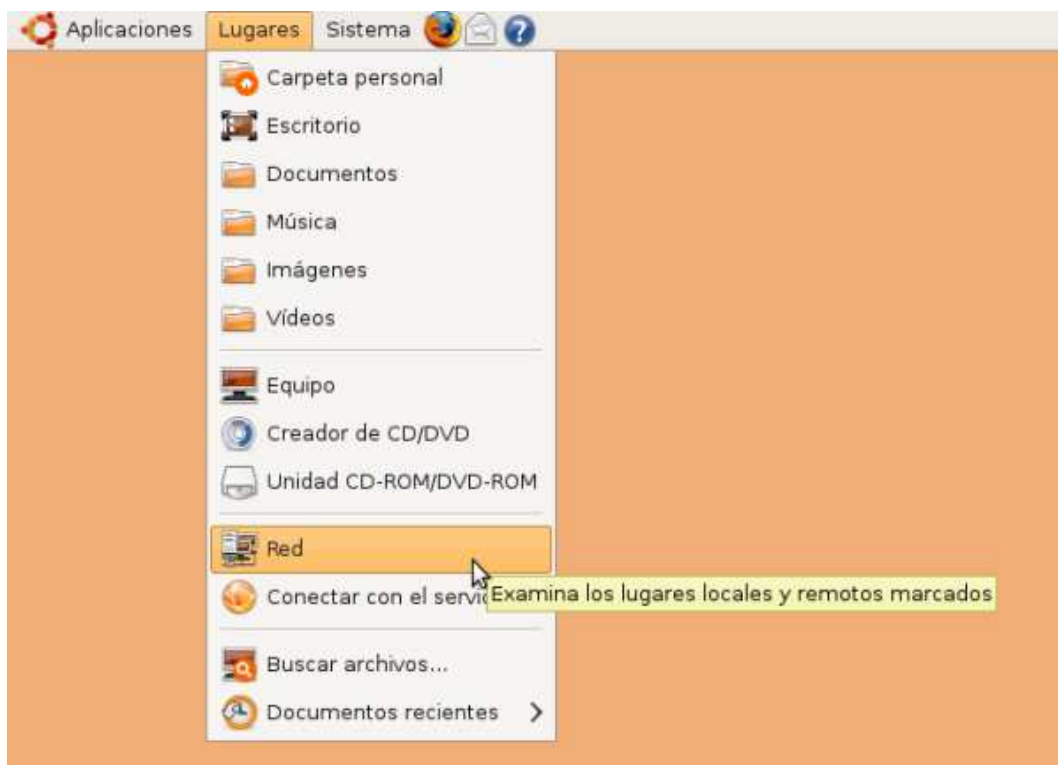 Aplicaciones Lugares Sistema
Carpeta personal
Escritorio
Documentos
Música
Imágenes
Vídeos
Equipo
Creador de CD/DVD
Unidad CD-ROM/DVD-ROM
Red
Conectar con el
Examina los lugares locales y remotos marcados
Buscar archivos...
Documentos recientes